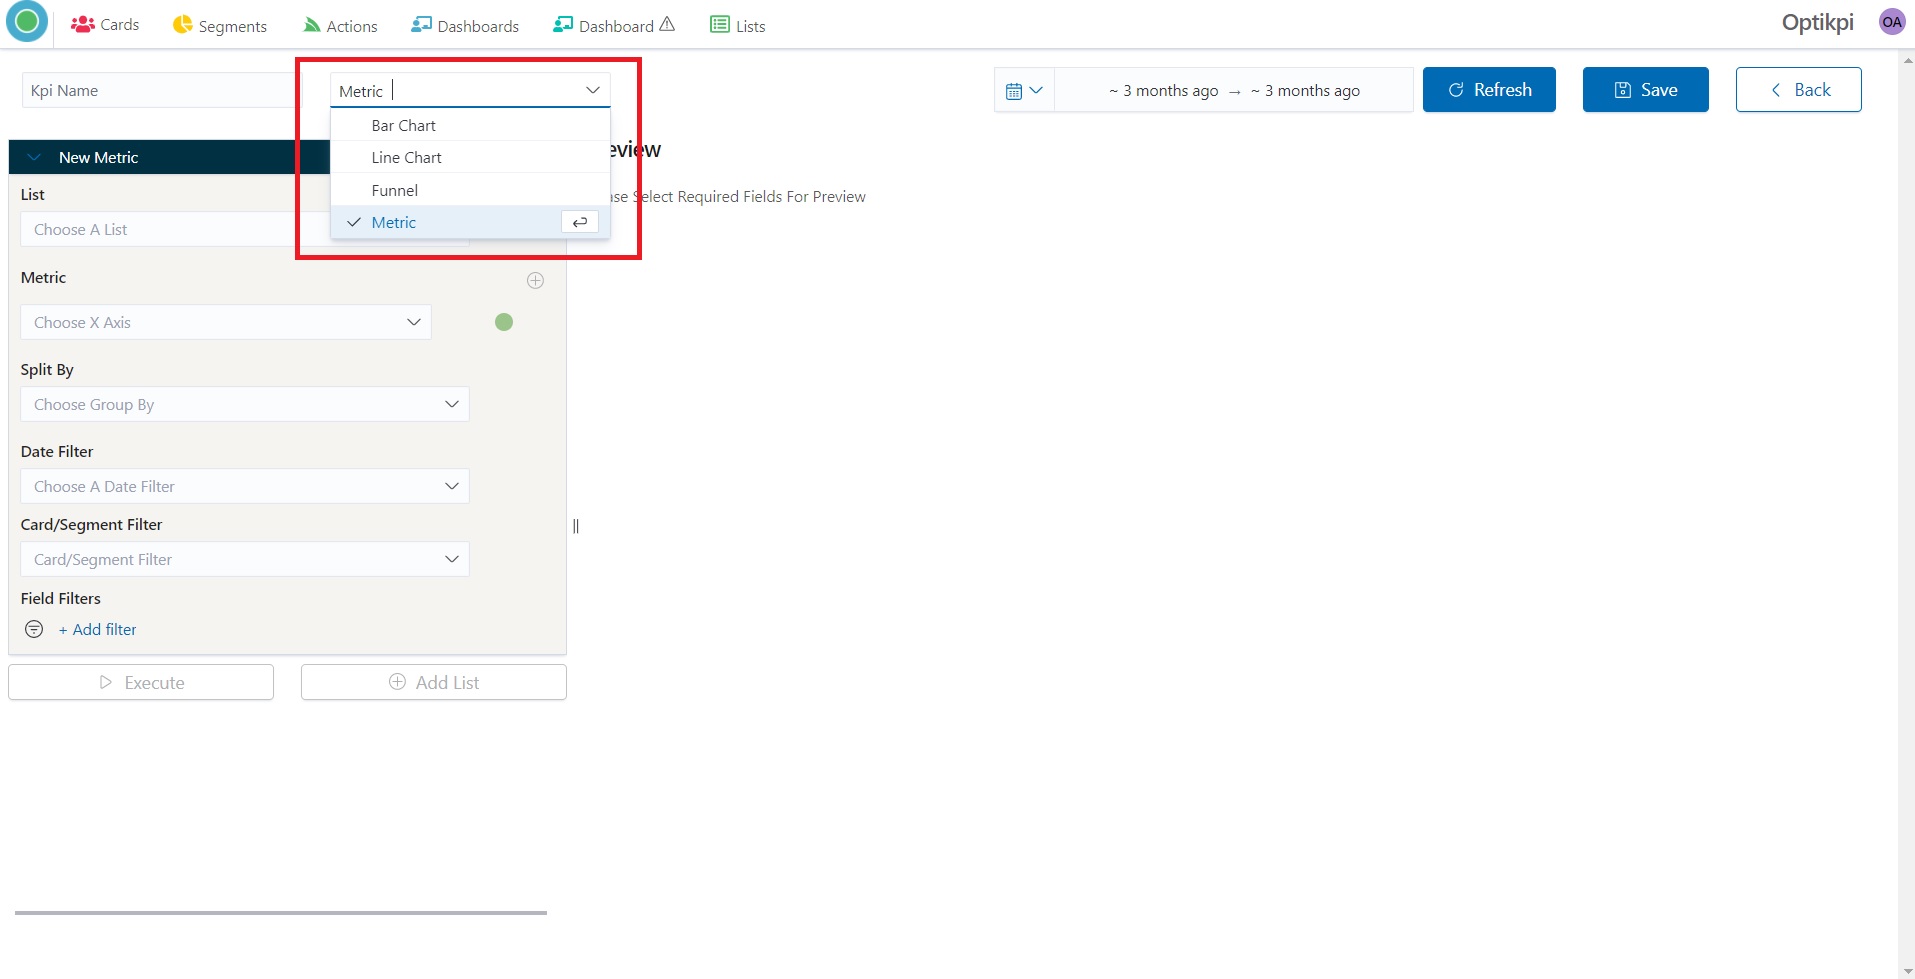 Cards Segments Actions Dashboards Dashboard Lists Optikpi OA
Kpi Name Metric ~ 3 months ago → ~ 3 months ago Refresh Save Back
Bar Chart
Line Chart
Funnel
Metric
New Metric
List
Choose A List
Metric
Choose X Axis
Split By
Choose Group By
Date Filter
Choose A Date Filter
Card/Segment Filter
Card/Segment Filter
Field Filters
+ Add filter
Execute Add List
eview
ase Select Required Fields For Preview